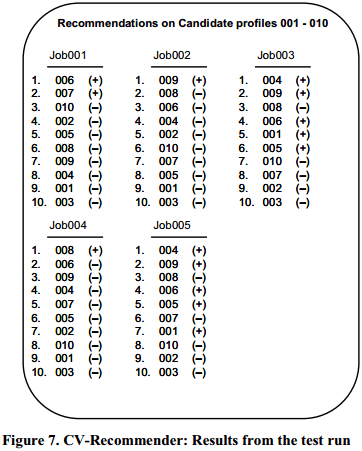 Recommendations on Candidate profiles 001 - 010
Job001 Job002 Job003
1. 006 (+) 1. 009 (+) 1. 004 (+)
2. 007 (+) 2. 008 (–) 2. 009 (+)
3. 010 (–) 3. 006 (–) 3. 008 (–)
4. 002 (–) 4. 004 (–) 4. 006 (+)
5. 005 (–) 5. 002 (–) 5. 001 (+)
6. 008 (–) 6. 010 (–) 6. 005 (+)
7. 009 (–) 7. 007 (–) 7. 010 (–)
8. 004 (–) 8. 005 (–) 8. 007 (–)
9. 001 (–) 9. 001 (–) 9. 002 (–)
10. 003 (–) 10. 003 (–) 10. 003 (–)
Job004 Job005
1. 008 (+) 1. 004 (+)
2. 006 (–) 2. 009 (+)
3. 009 (–) 3. 008 (–)
4. 004 (–) 4. 006 (+)
5. 007 (–) 5. 005 (+)
6. 005 (–) 6. 007 (–)
7. 002 (–) 7. 001 (+)
8. 010 (–) 8. 010 (–)
9. 001 (–) 9. 002 (–)
10. 003 (–) 10. 003 (–)
Figure 7. CV-Recommender: Results from the test run